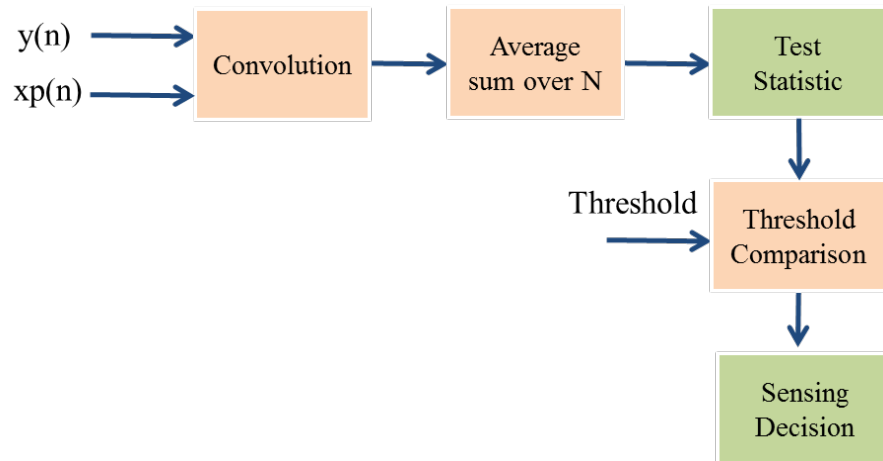 y(n)
xp(n)
Convolution
Average
sum over N
Test
Statistic
Threshold
Threshold
Comparison
Sensing
Decision